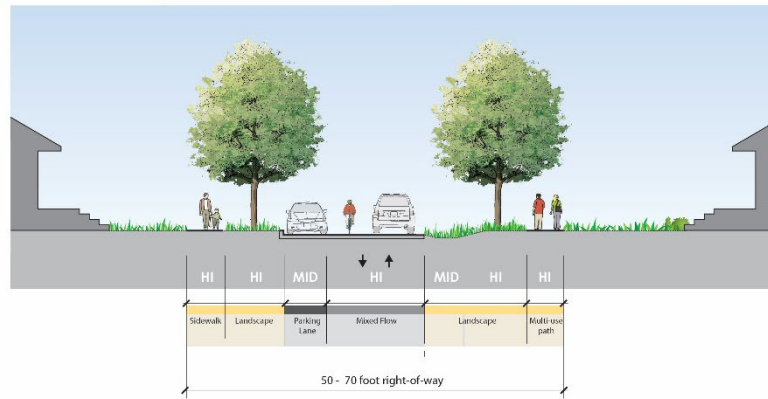 HI HI MID HI MID HI HI
Sidewalk Landscape Parking Lane Mixed Flow Landscape Multi-use path
50 - 70 foot right-of-way